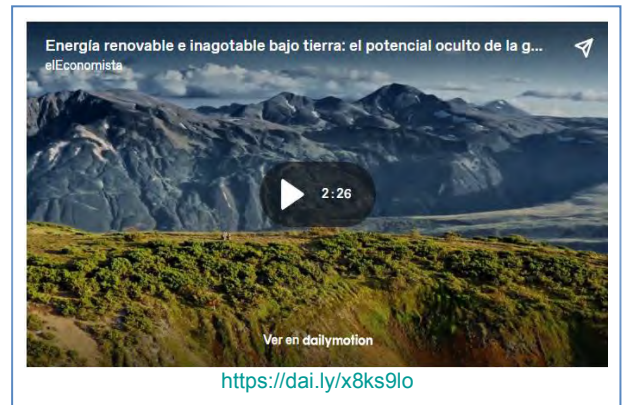 Energía renovable e inagotable bajo tierra: el potencial oculto de la g...
elEconomista
2:26
Ver en dailymotion
https://dai.ly/x8ks9lo